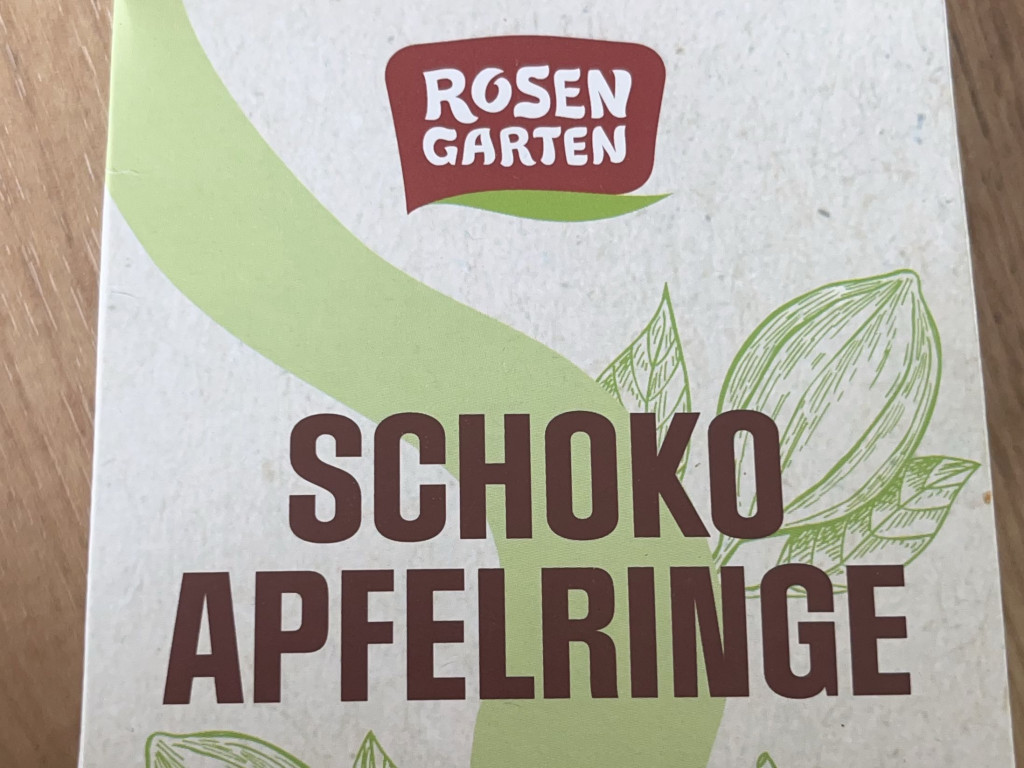 ROSEN
GARTEN
SCHOKO
APFELRINGE